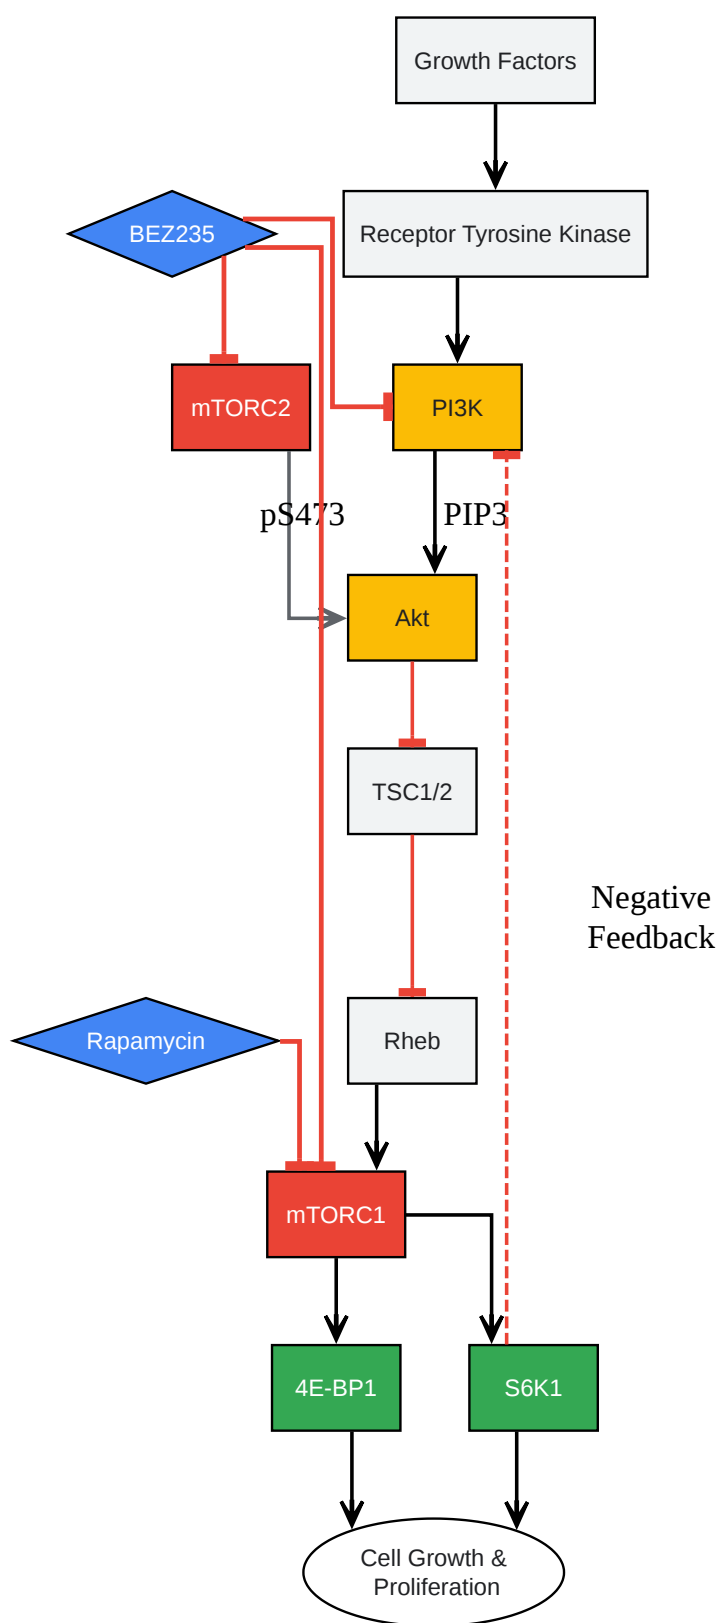 Growth Factors
BEZ235
Receptor Tyrosine Kinase
mTORC2
PI3K
pS473
PIP3
Akt
TSC1/2
Negative
Feedback
Rapamycin
Rheb
mTORC1
4E-BP1
S6K1
Cell Growth &
Proliferation